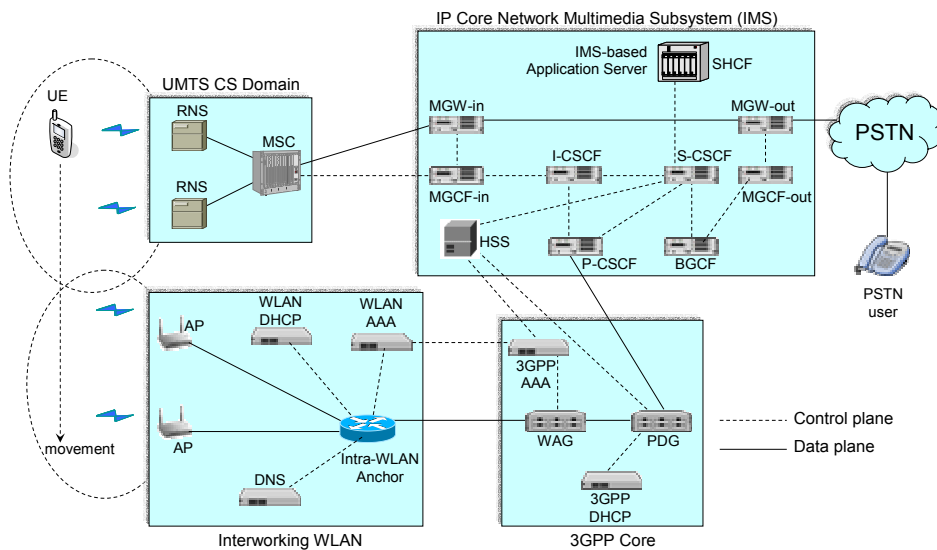 IP Core Network Multimedia Subsystem (IMS)
IMS-based
Application Server
SHCF
UMTS CS Domain
UE
RNS
MSC
RNS
MGW-in
MGW-out
PSTN
I-CSCF
S-CSCF
MGCF-in
MGCF-out
HSS
P-CSCF
BGCF
PSTN
user
WLAN
DHCP
WLAN
AAA
AP
3GPP
AAA
AP
movement
Intra-WLAN
Anchor
DNS
WAG
PDG
3GPP
DHCP
Control plane
Data plane
Interworking WLAN
3GPP Core